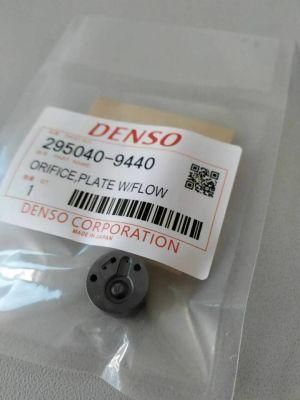 DENSO
295040-9440
ORIFICE,PLATE W/FLOW
1
DENSO CORPORATION
MADE IN JAPAN